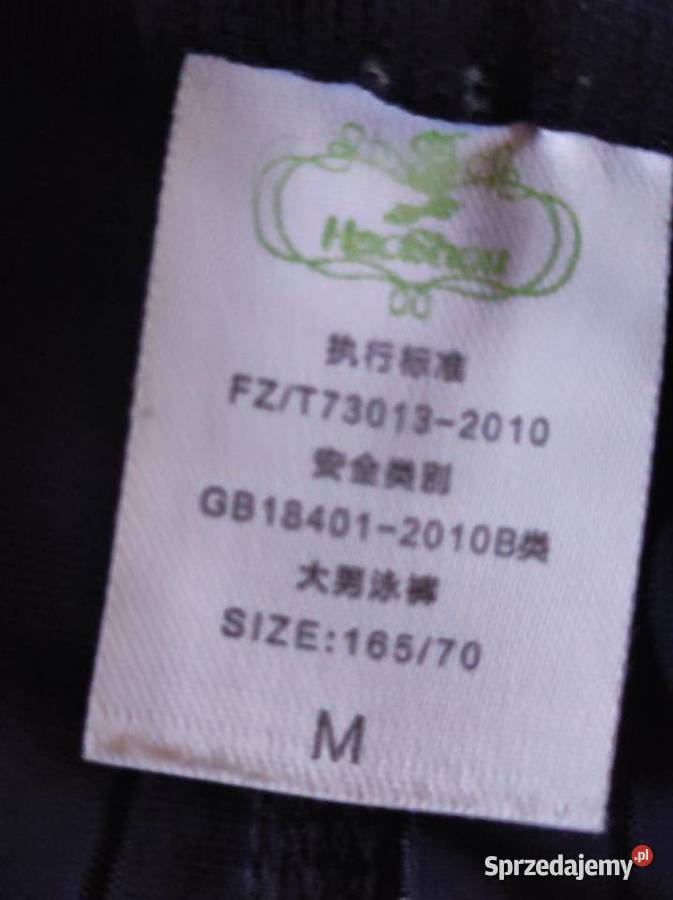 HaoShou
执行标准
FZ/T73013-2010
安全类别
GB18401-2010B类
大男泳裤
SIZE:165/70
M
Sprzedajemy.pl